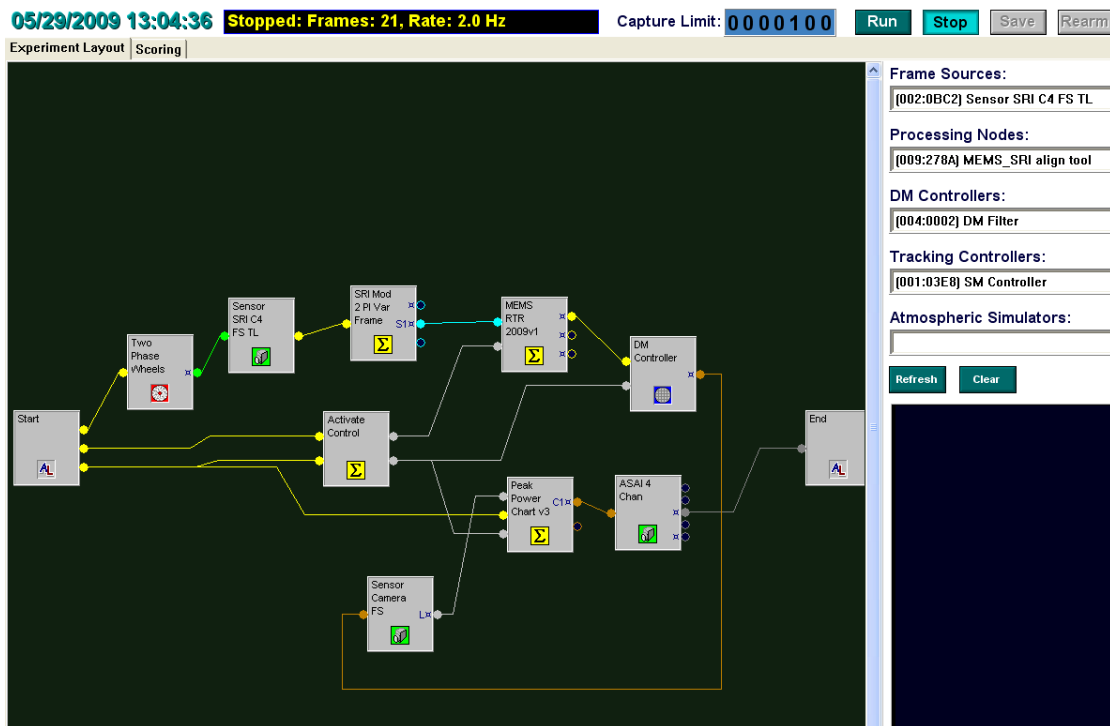 05/29/2009 13:04:36 Stopped: Frames: 21, Rate: 2.0 Hz Capture Limit: 0000100 Run Stop Save Rearm
Experiment Layout Scoring
Frame Sources:
(002:0BC2) Sensor SRI C4 FS TL
Processing Nodes:
(009:278A) MEMS_SRI align tool
DM Controllers:
(004:0002) DM Filter
Tracking Controllers:
(001:03E8) SM Controller
Atmospheric Simulators:
Refresh Clear
Start
AL
Two
Phase
Wheels
Sensor
SRI C4
FS TL
SRI Mod
2 PI Var
Frame
S1
Σ
MEMS
RTR
2009v1
Σ
DM
Controller
Activate
Control
Σ
Peak
Power
Chart v3
C1
Σ
ASAI 4
Chan
End
AL
Sensor
Camera
FS
L